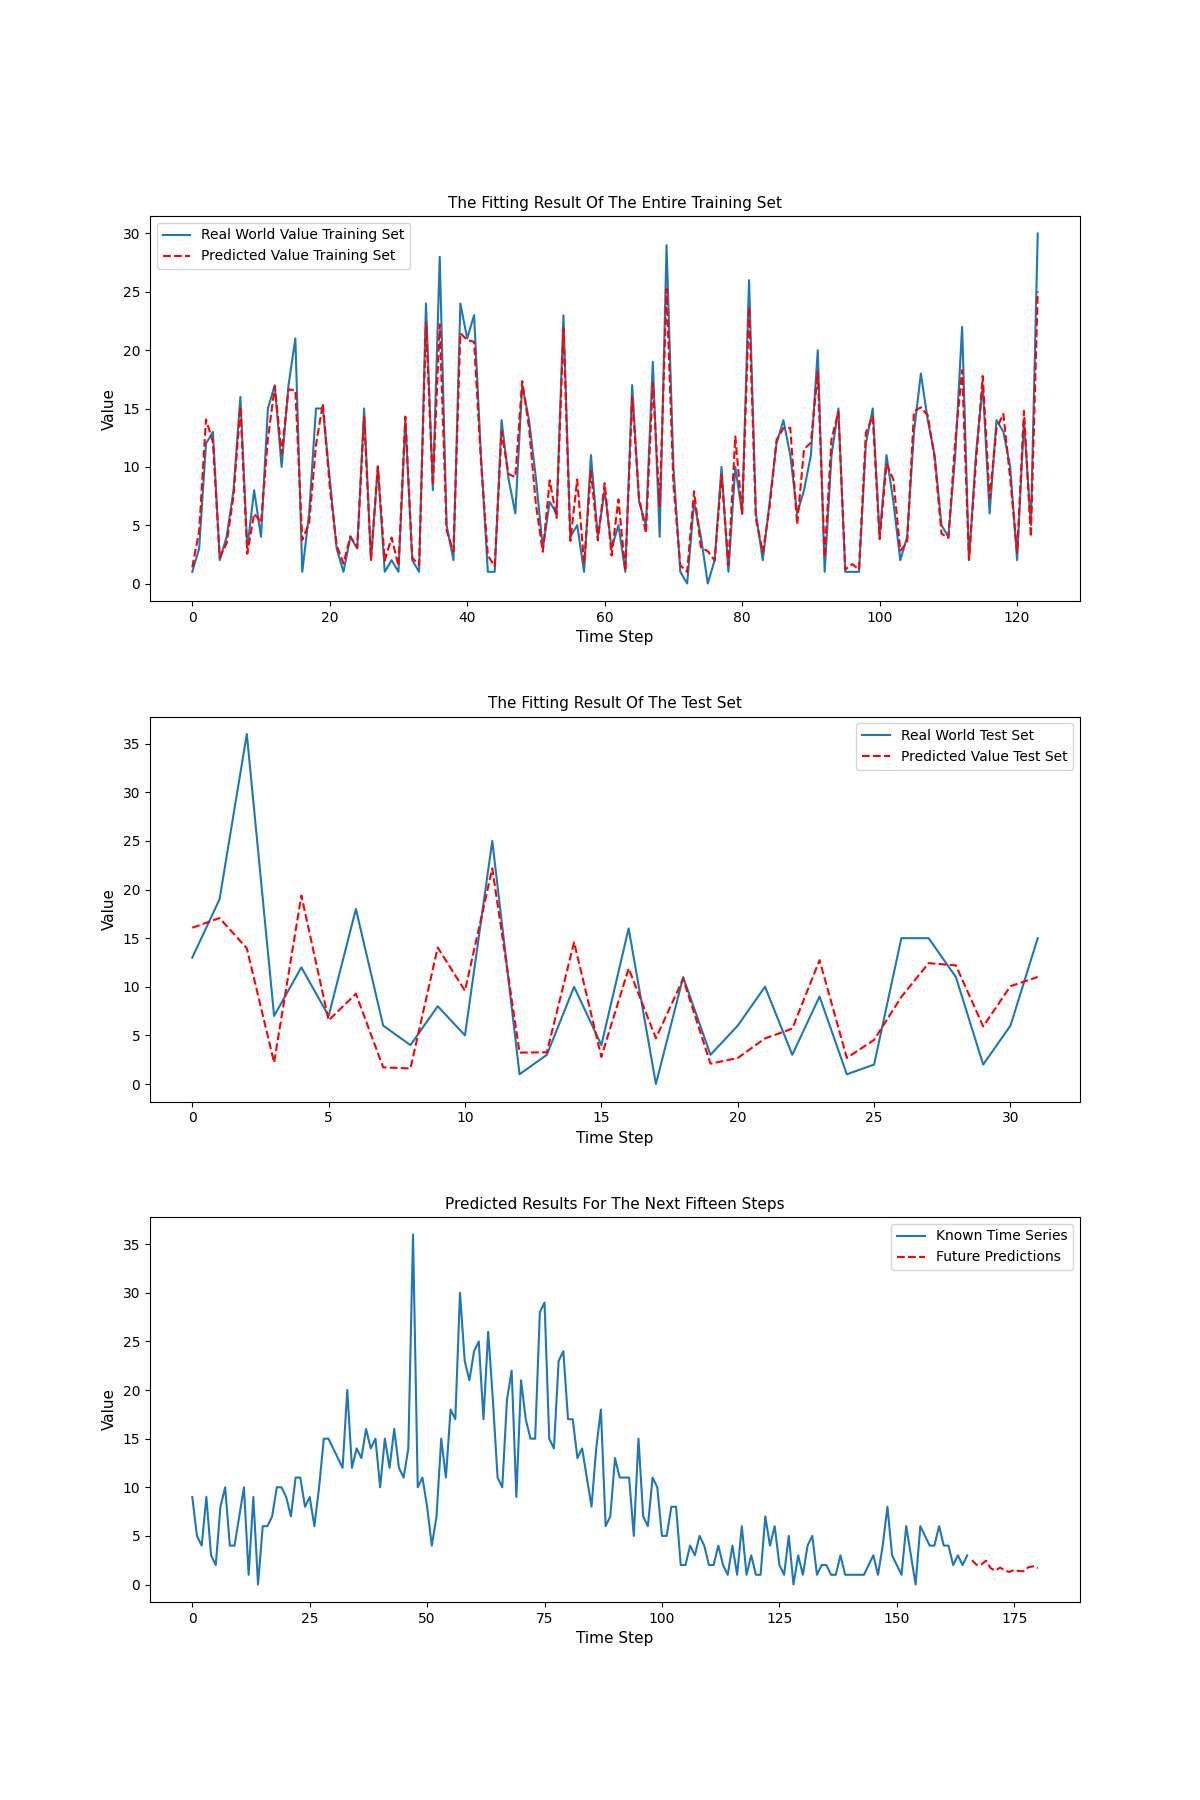 The Fitting Result Of The Entire Training Set
Real World Value Training Set
Predicted Value Training Set
30
25
20
15
10
5
0
Value
0 20 40 60 80 100 120
Time Step
The Fitting Result Of The Test Set
Real World Test Set
Predicted Value Test Set
35
30
25
20
15
10
5
0
Value
0 5 10 15 20 25 30
Time Step
Predicted Results For The Next Fifteen Steps
Known Time Series
Future Predictions
35
30
25
20
15
10
5
0
Value
0 25 50 75 100 125 150 175
Time Step